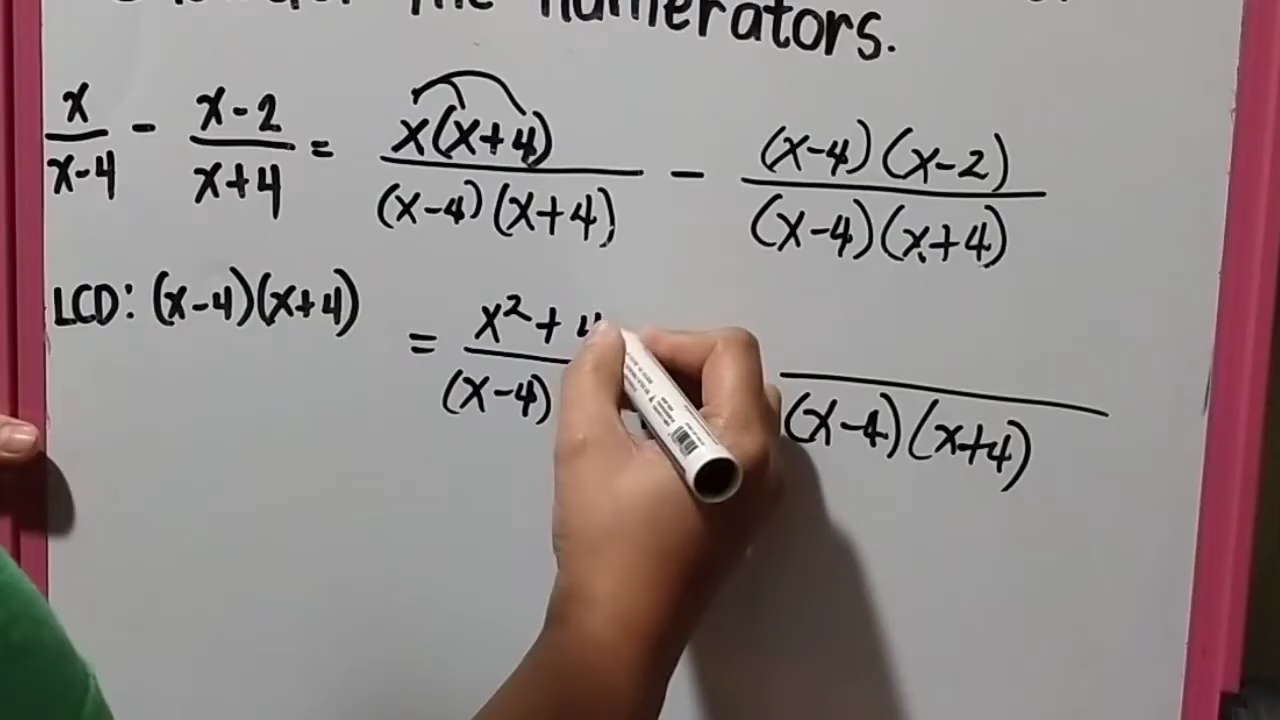 the numerators.
x/(x-4) - (x-2)/(x+4) = x(x+4)/((x-4)(x+4)) - (x-4)(x-2)/((x-4)(x+4))
LCD: (x-4)(x+4)
= x² + 4
(x-4)
(x-4)(x+4)